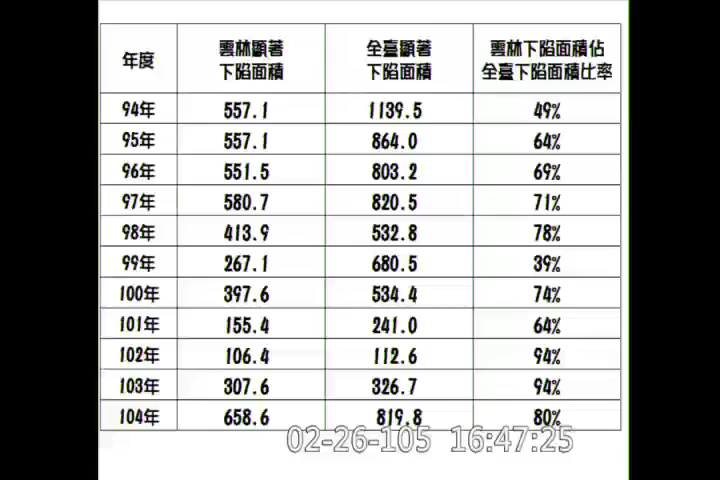 年度 雲林顯著下陷面積 全臺顯著下陷面積 雲林下陷面積佔全臺下陷面積比率
94年 557.1 1139.5 49%
95年 557.1 864.0 64%
96年 551.5 803.2 69%
97年 580.7 820.5 71%
98年 413.9 532.8 78%
99年 267.1 680.5 39%
100年 397.6 534.4 74%
101年 155.4 241.0 64%
102年 106.4 112.6 94%
103年 307.6 326.7 94%
104年 658.6 819.8 80%
02-26-105 16:47:25